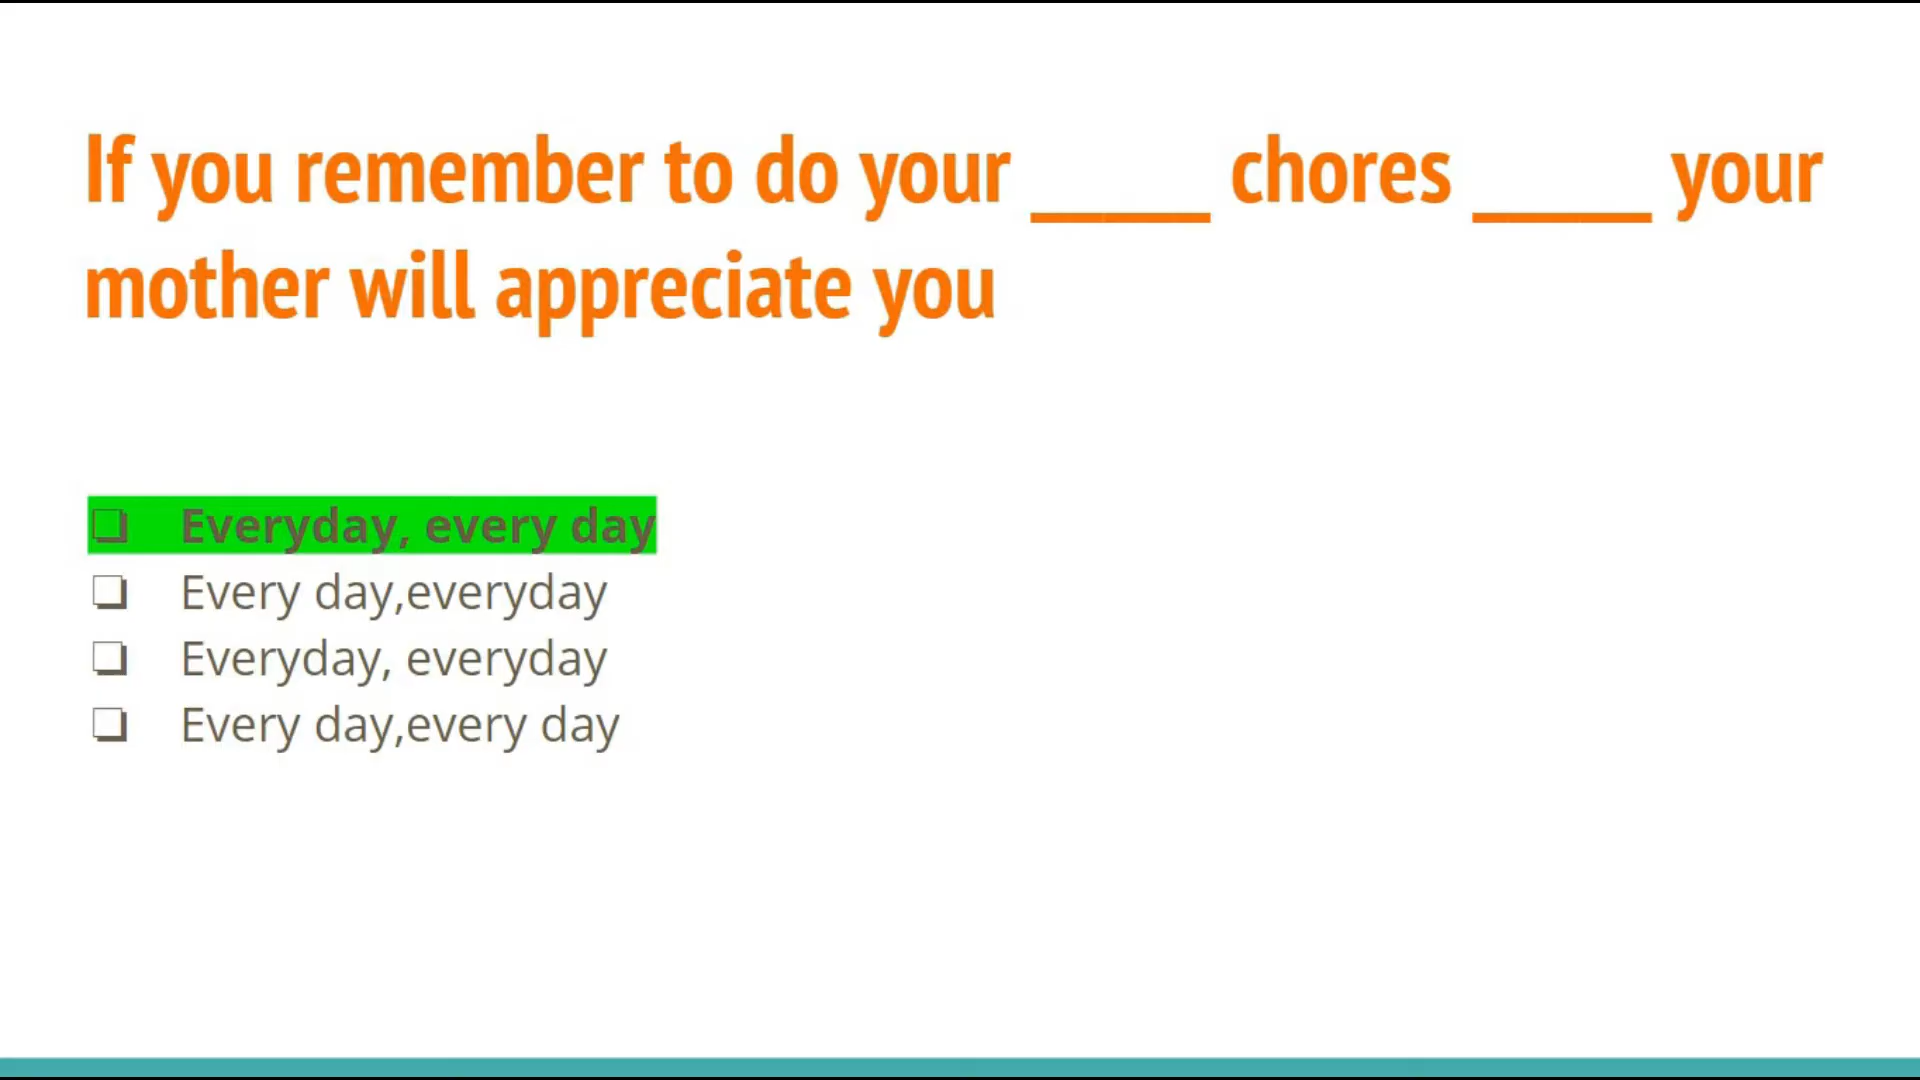 If you remember to do your _____ chores _____ your
mother will appreciate you
❏ Everyday, every day
❏ Every day,everyday
❏ Everyday, everyday
❏ Every day,every day